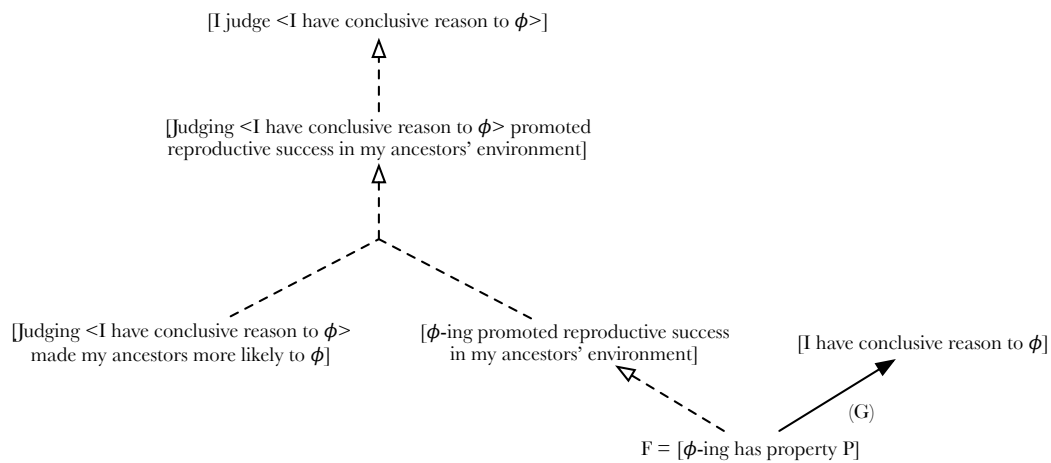 [I judge <I have conclusive reason to ϕ>]
[Judging <I have conclusive reason to ϕ> promoted
reproductive success in my ancestors’ environment]
[Judging <I have conclusive reason to ϕ>
made my ancestors more likely to ϕ]
[ϕ-ing promoted reproductive success
in my ancestors’ environment]
[I have conclusive reason to ϕ]
(G)
F = [ϕ-ing has property P]